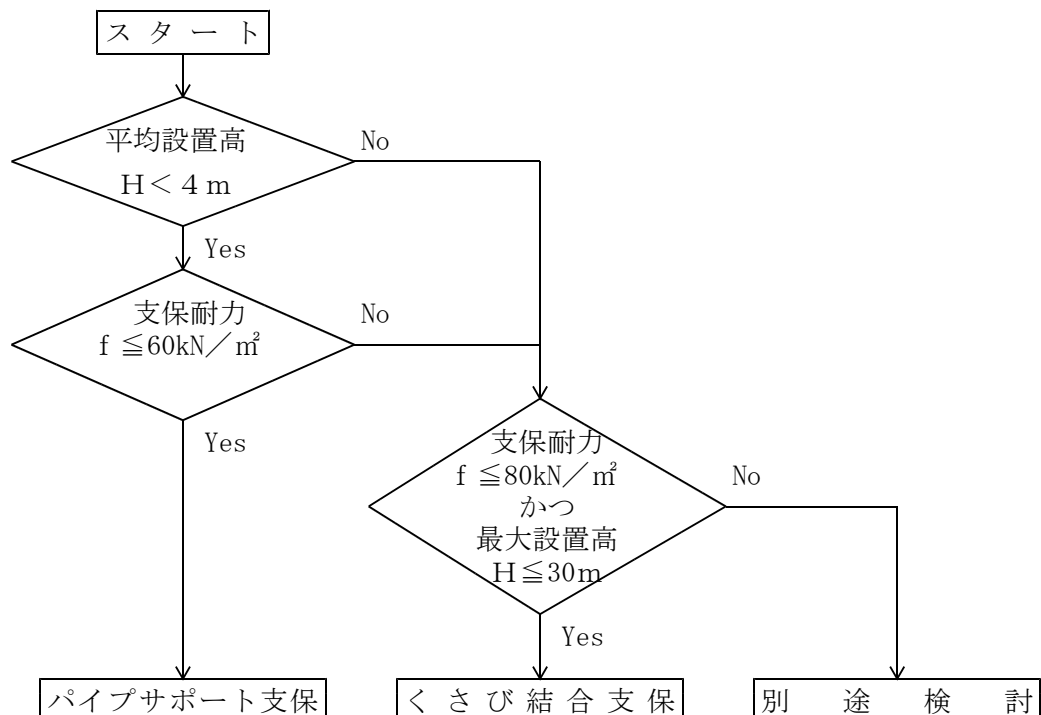 スタート
平均設置高
H＜４ｍ
No
Yes
支保耐力
f ≦60kN／㎡
No
Yes
支保耐力
f ≦80kN／㎡
かつ
最大設置高
H≦30m
No
Yes
パイプサポート支保
くさび結合支保
別途検討